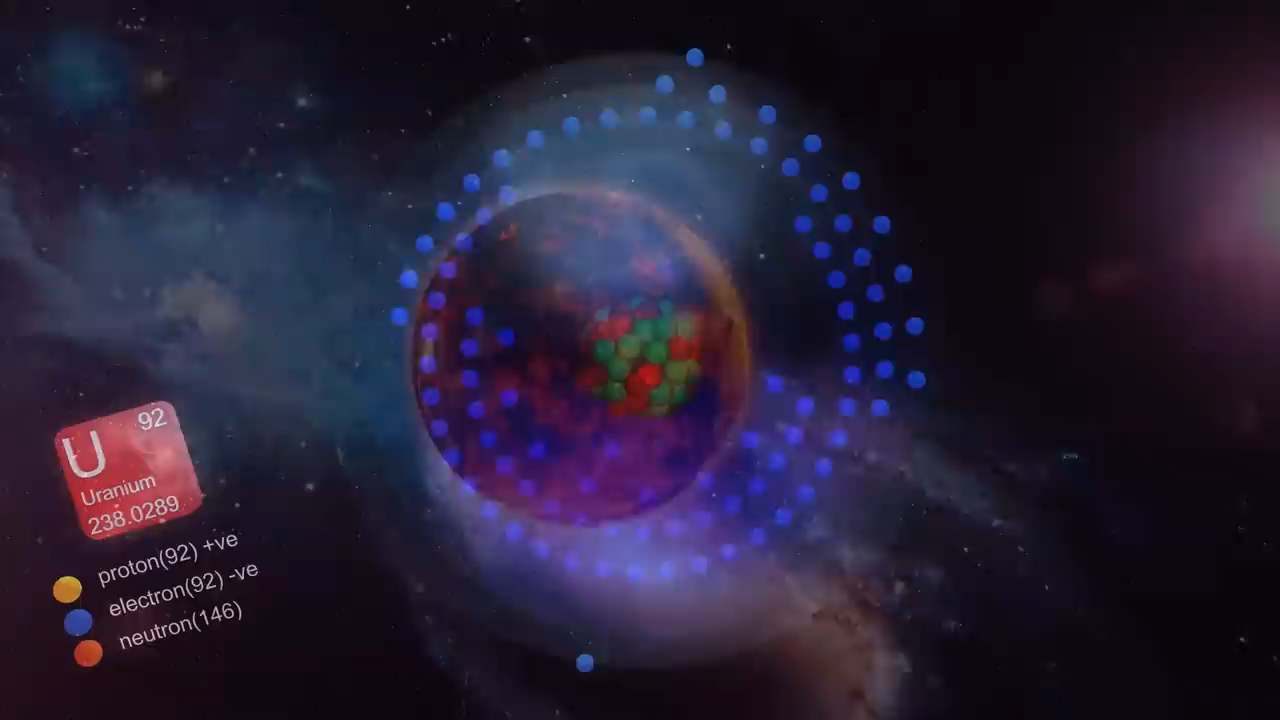 92
U
Uranium
238.0289
proton(92) +ve
electron(92) -ve
neutron(146)